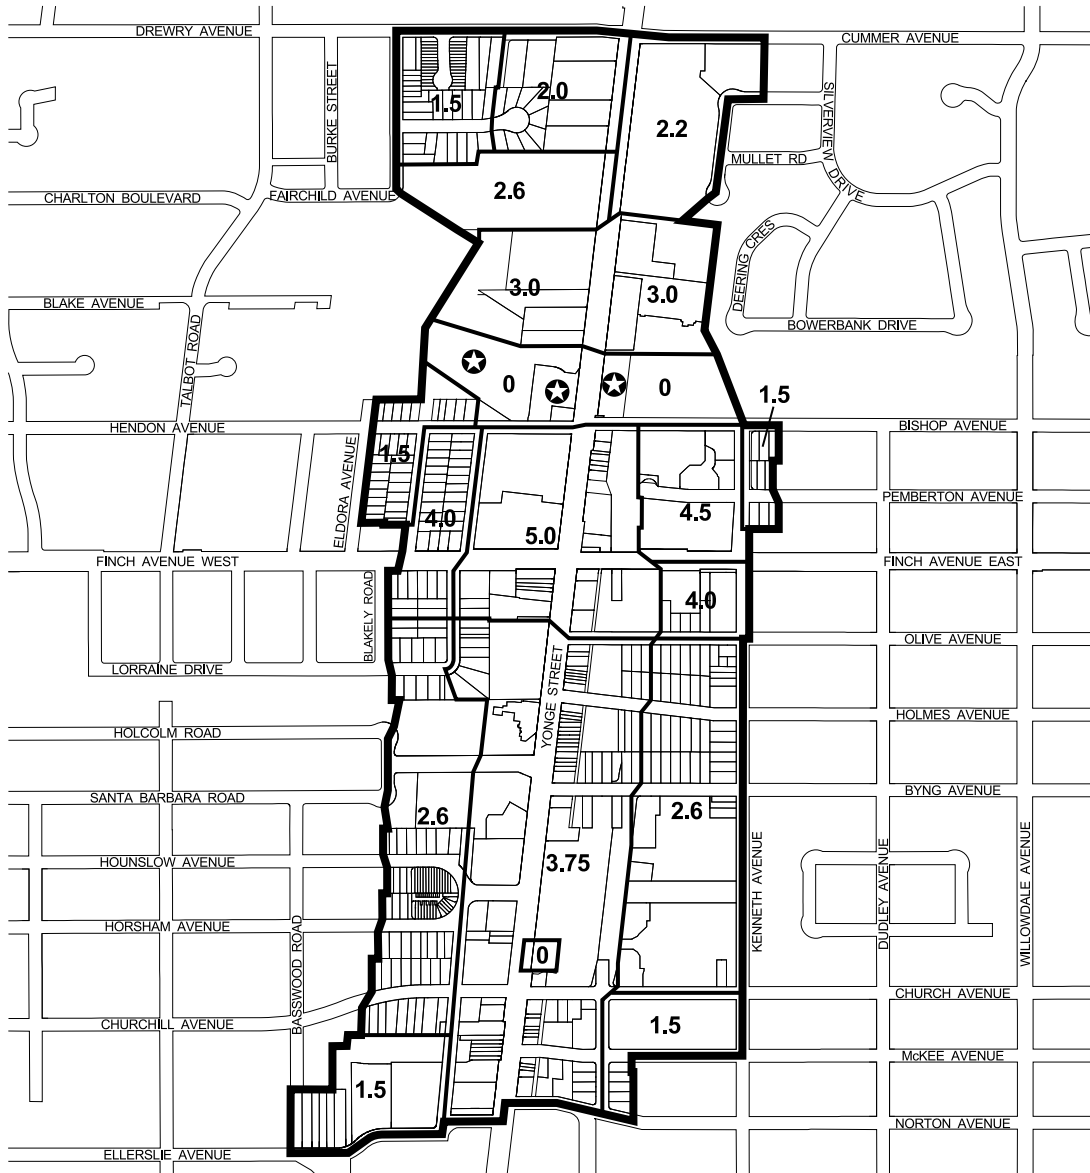 DREWRY AVENUE
CUMMER AVENUE
BURKE STREET
SILVERVIEW DRIVE
1.5
2.0
2.2
MULLET RD
2.6
CHARLTON BOULEVARD
FAIRCHILD AVENUE
DEERING CRES
3.0
3.0
BLAKE AVENUE
TALBOT ROAD
BOWERBANK DRIVE
0
0
1.5
HENDON AVENUE
BISHOP AVENUE
1.5
ELDORA AVENUE
PEMBERTON AVENUE
4.0
4.5
5.0
FINCH AVENUE WEST
FINCH AVENUE EAST
4.0
BLAKELY ROAD
OLIVE AVENUE
LORRAINE DRIVE
YONGE STREET
HOLMES AVENUE
HOLCOLM ROAD
SANTA BARBARA ROAD
BYNG AVENUE
2.6
2.6
HOUNSLOW AVENUE
3.75
KENNETH AVENUE
DUDLEY AVENUE
WILLOWDALE AVENUE
HORSHAM AVENUE
BASSWOOD ROAD
0
CHURCH AVENUE
CHURCHILL AVENUE
1.5
McKEE AVENUE
1.5
NORTON AVENUE
ELLERSLIE AVENUE